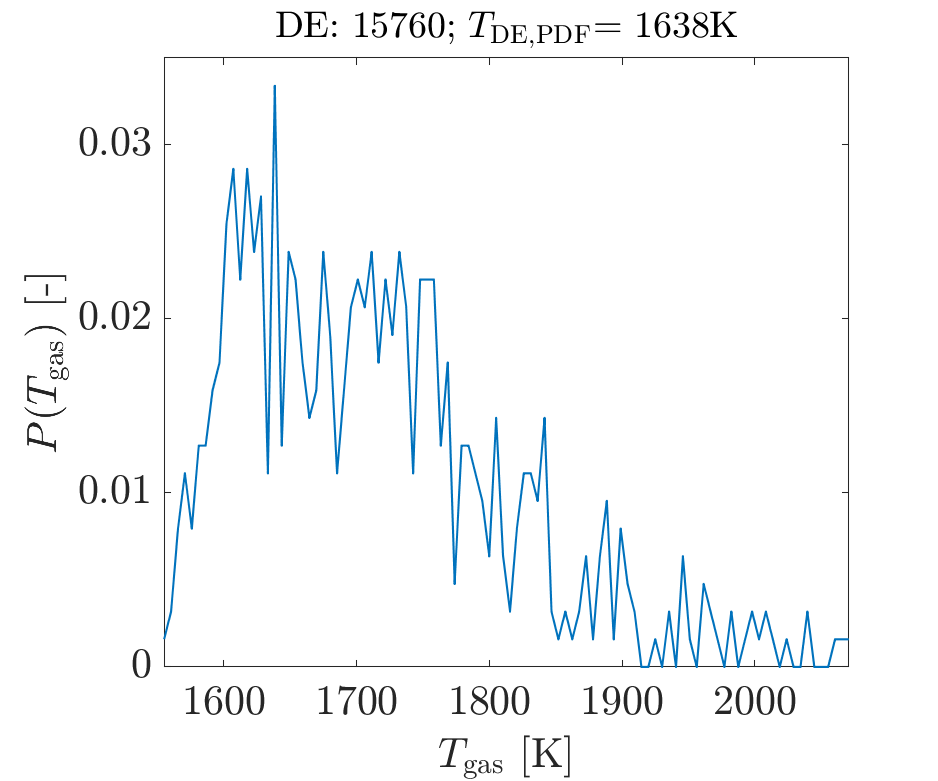 DE: 15760; T_DE,PDF= 1638K
0.03
0.02
0.01
0
P(T_gas) [-]
1600 1700 1800 1900 2000
T_gas [K]